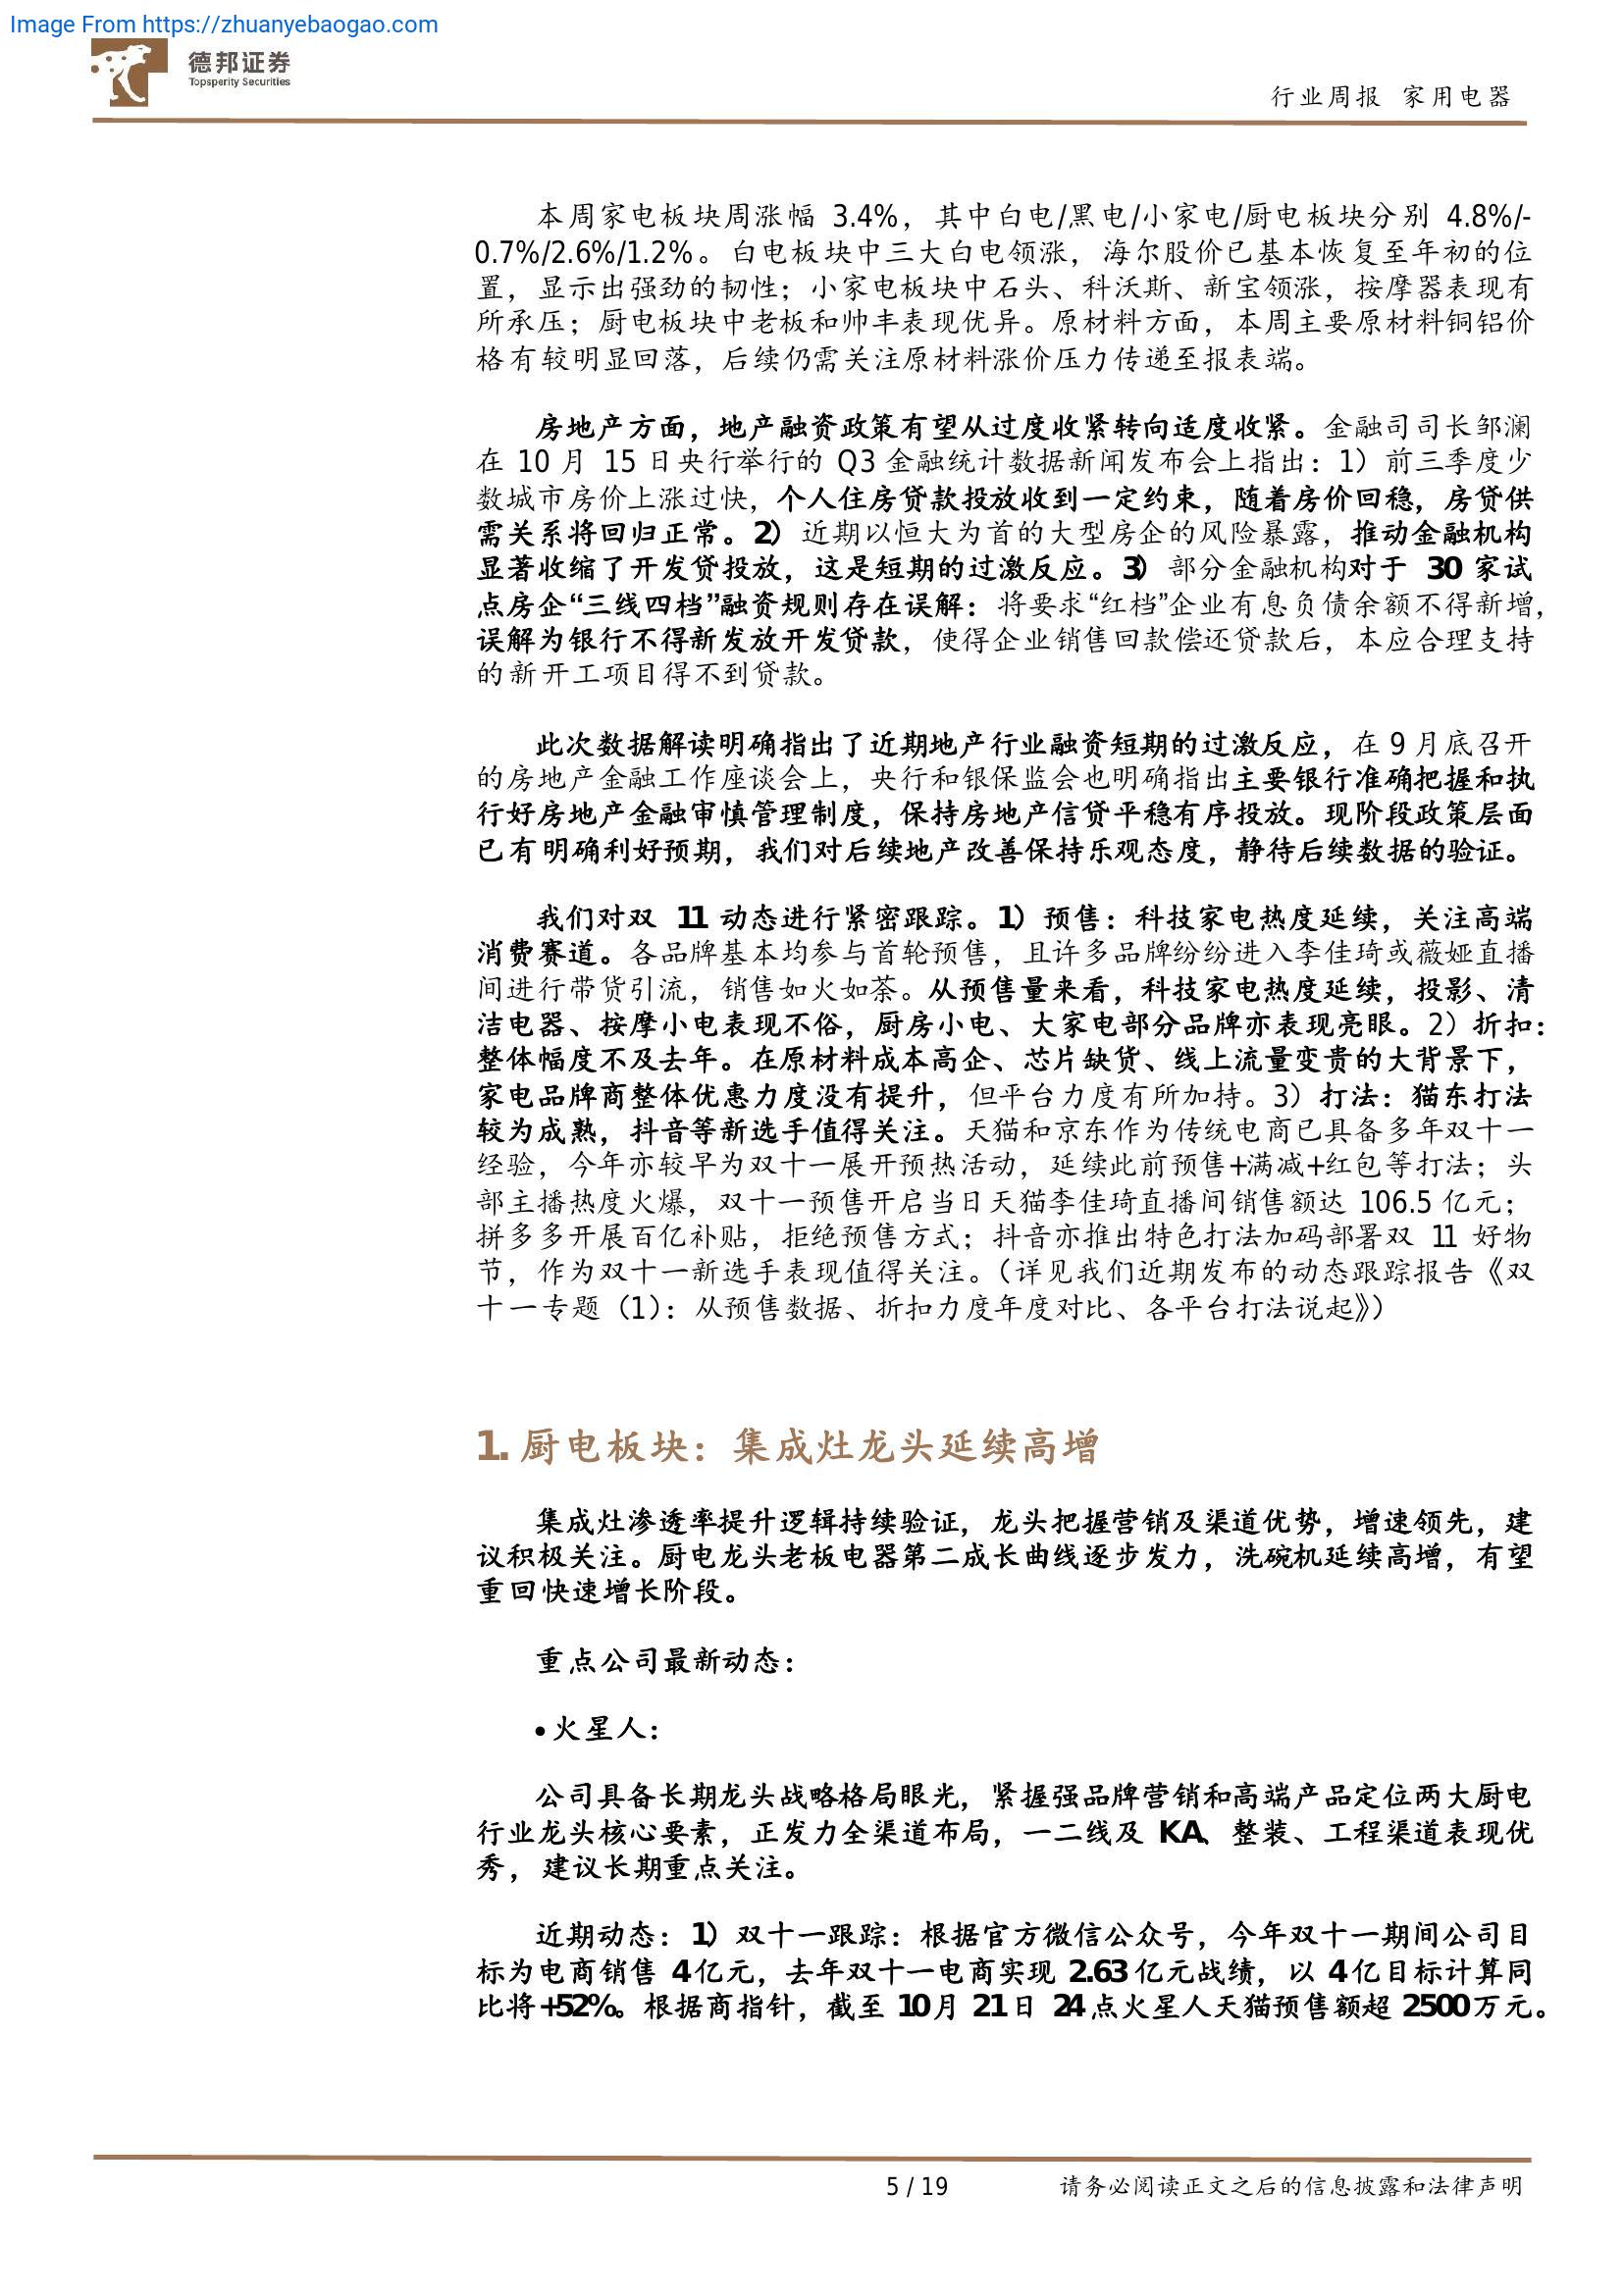 Image From https://zhuanyebaogao.com
德邦证券
Topsperity Securities
行业周报 家用电器
本周家电板块周涨幅 3.4%，其中白电/黑电/小家电/厨电板块分别 4.8%/-
0.7%/2.6%/1.2%。白电板块中三大白电领涨，海尔股价已基本恢复至年初的位
置，显示出强劲的韧性；小家电板块中石头、科沃斯、新宝领涨，按摩器表现有
所承压；厨电板块中老板和帅丰表现优异。原材料方面，本周主要原材料铜铝价
格有较明显回落，后续仍需关注原材料涨价压力传递至报表端。
房地产方面，地产融资政策有望从过度收紧转向适度收紧。金融司司长邹澜
在 10 月 15 日央行举行的 Q3 金融统计数据新闻发布会上指出：1）前三季度少
数城市房价上涨过快，个人住房贷款投放收到一定约束，随着房价回稳，房贷供
需关系将回归正常。2）近期以恒大为首的大型房企的风险暴露，推动金融机构
显著收缩了开发贷投放，这是短期的过激反应。3）部分金融机构对于 30 家试
点房企“三线四档”融资规则存在误解：将要求“红档”企业有息负债余额不得新增，
误解为银行不得新发放开发贷款，使得企业销售回款偿还贷款后，本应合理支持
的新开工项目得不到贷款。
此次数据解读明确指出了近期地产行业融资短期的过激反应，在 9 月底召开
的房地产金融工作座谈会上，央行和银保监会也明确指出主要银行准确把握和执
行好房地产金融审慎管理制度，保持房地产信贷平稳有序投放。现阶段政策层面
已有明确利好预期，我们对后续地产改善保持乐观态度，静待后续数据的验证。
我们对双 11 动态进行紧密跟踪。1）预售：科技家电热度延续，关注高端
消费赛道。各品牌基本均参与首轮预售，且许多品牌纷纷进入李佳琦或薇娅直播
间进行带货引流，销售如火如荼。从预售量来看，科技家电热度延续，投影、清
洁电器、按摩小电表现不俗，厨房小电、大家电部分品牌亦表现亮眼。2）折扣：
整体幅度不及去年。在原材料成本高企、芯片缺货、线上流量变贵的大背景下，
家电品牌商整体优惠力度没有提升，但平台力度有所加持。3）打法：猫东打法
较为成熟，抖音等新选手值得关注。天猫和京东作为传统电商已具备多年双十一
经验，今年亦较早为双十一展开预热活动，延续此前预售+满减+红包等打法；头
部主播热度火爆，双十一预售开启当日天猫李佳琦直播间销售额达 106.5 亿元；
拼多多开展百亿补贴，拒绝预售方式；抖音亦推出特色打法加码部署双 11 好物
节，作为双十一新选手表现值得关注。（详见我们近期发布的动态跟踪报告《双
十一专题（1）：从预售数据、折扣力度年度对比、各平台打法说起》）
1. 厨电板块：集成灶龙头延续高增
集成灶渗透率提升逻辑持续验证，龙头把握营销及渠道优势，增速领先，建
议积极关注。厨电龙头老板电器第二成长曲线逐步发力，洗碗机延续高增，有望
重回快速增长阶段。
重点公司最新动态：
• 火星人：
公司具备长期龙头战略格局眼光，紧握强品牌营销和高端产品定位两大厨电
行业龙头核心要素，正发力全渠道布局，一二线及 KA、整装、工程渠道表现优
秀，建议长期重点关注。
近期动态：1）双十一跟踪：根据官方微信公众号，今年双十一期间公司目
标为电商销售 4 亿元，去年双十一电商实现 2.63 亿元战绩，以 4 亿目标计算同
比将+52%。根据商指针，截至 10 月 21 日 24 点火星人天猫预售额超 2500 万元。
5 / 19
请务必阅读正文之后的信息披露和法律声明